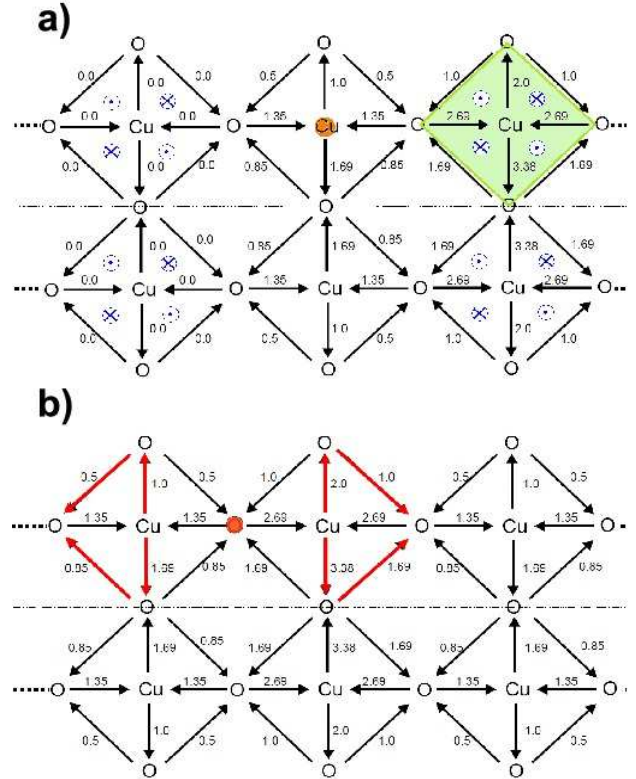 a)
O O O
0.0 0.0 0.5 0.5 1.0 1.0
0.0 1.0 2.0
O 0.0 Cu 0.0 O 1.35 Cu 1.35 O 2.69 Cu 2.69 O
0.0 0.0 0.0 0.85 1.69 0.85 1.69 3.38 1.69
O O
0.0 0.0 0.0 0.85 1.69 0.85 1.69 3.38 1.69
O 0.0 Cu 0.0 O 1.35 Cu 1.35 O 2.69 Cu 2.69 O
0.0 0.0 0.0 0.5 1.0 0.5 1.0 2.0 1.0
O O O
b)
O O O
0.5 1.0 0.5 1.0 2.0 1.0 0.5 1.0 0.5
O 1.35 Cu 1.35 2.69 Cu 2.69 O 1.35 Cu 1.35 O
0.85 1.69 0.85 1.69 3.38 1.69 0.85 1.69 0.85
O O O
0.85 1.69 0.85 1.69 3.38 1.69 0.85 1.69 0.85
O 1.35 Cu 1.35 O 2.69 Cu 2.69 O 1.35 Cu 1.35 O
0.5 1.0 0.5 1.0 2.0 1.0 0.5 1.0 0.5
O O O